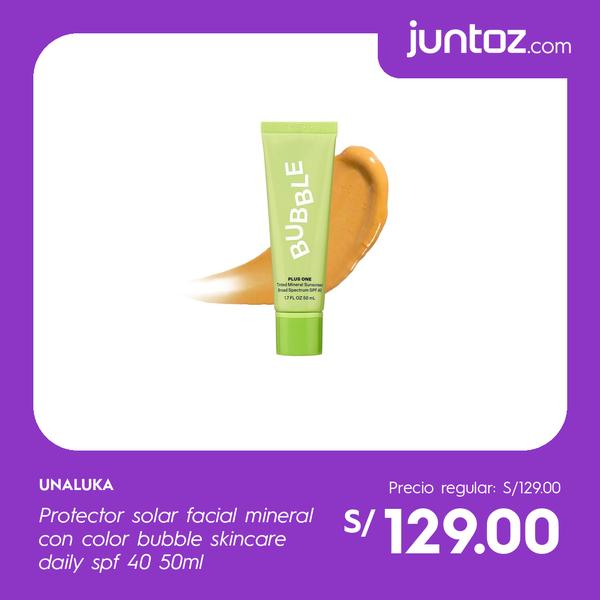 juntoz.com
BUBBLE
PLUS ONE
Tinted Mineral Sunscreen
Broad Spectrum SPF 40
1.7 FL OZ 50 mL
UNALUKA
Protector solar facial mineral
con color bubble skincare
daily spf 40 50ml
Precio regular: S/129.00
S/129.00